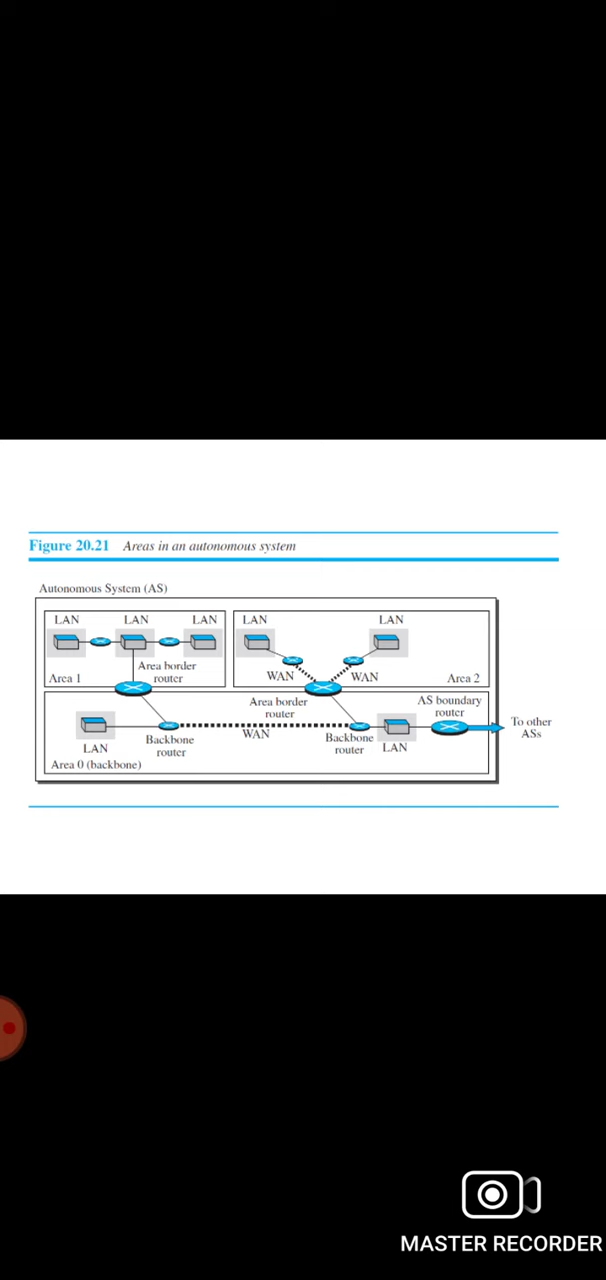 Figure 20.21 Areas in an autonomous system
Autonomous System (AS)
LAN LAN LAN LAN LAN
Area border
router
Area 1
WAN WAN
Area 2
Area border
router
AS boundary
router
To other
ASs
LAN
Backbone
router
WAN
Backbone
router
LAN
Area 0 (backbone)
MASTER RECORDER